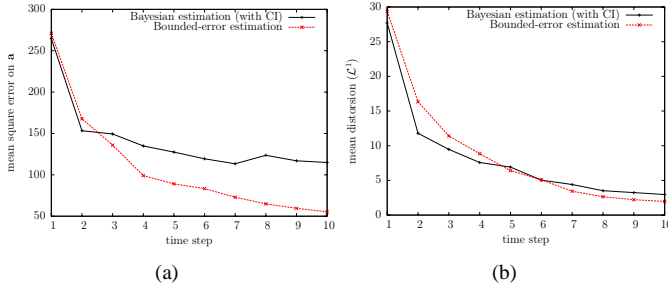 Bayesian estimation (with CI)
Bounded-error estimation
300
250
200
150
100
50
1 2 3 4 5 6 7 8 9 10
mean square error on a
time step
(a)
Bayesian estimation (with CI)
Bounded-error estimation
30
25
20
15
10
5
0
1 2 3 4 5 6 7 8 9 10
mean distorsion (ℒ¹)
time step
(b)